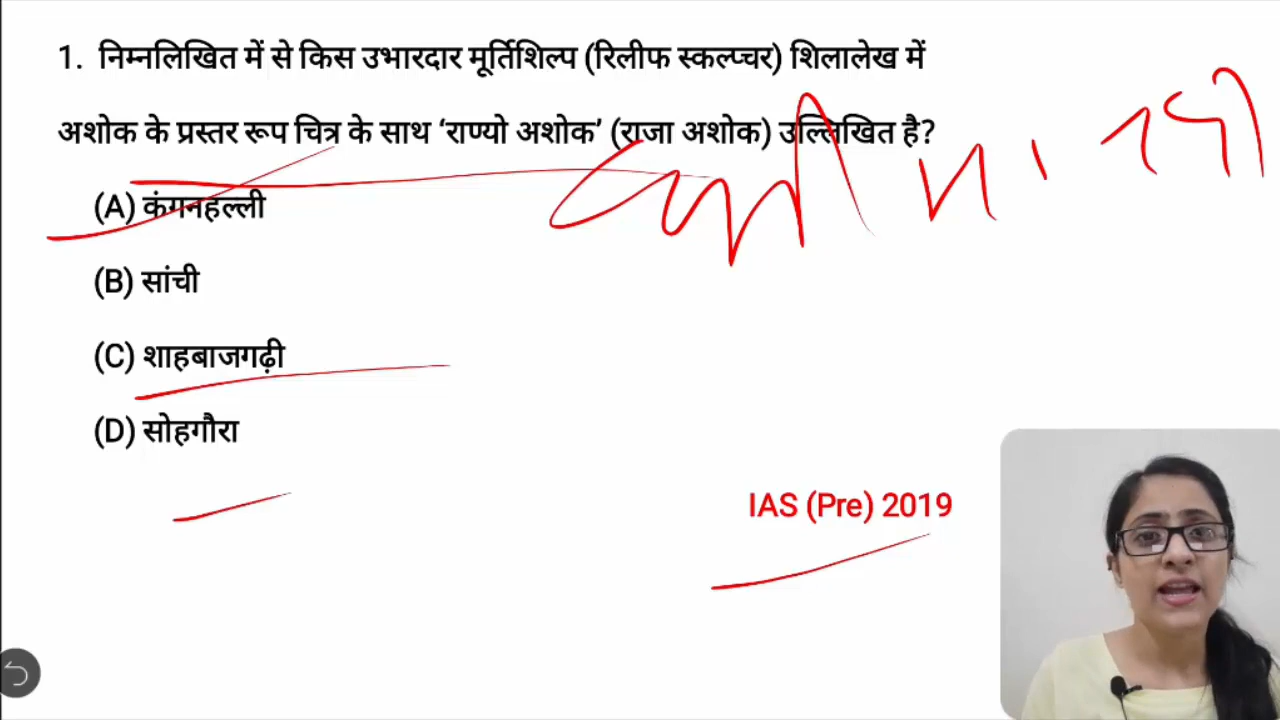 1. निम्नलिखित में से किस उभारदार मूर्तिशिल्प (रिलीफ स्कल्प्चर) शिलालेख में
अशोक के प्रस्तर रूप चित्र के साथ ‘राण्यो अशोक’ (राजा अशोक) उल्लिखित है?
(A) कंगनहल्ली
(B) सांची
(C) शाहबाजगढ़ी
(D) सोहगौरा
IAS (Pre) 2019